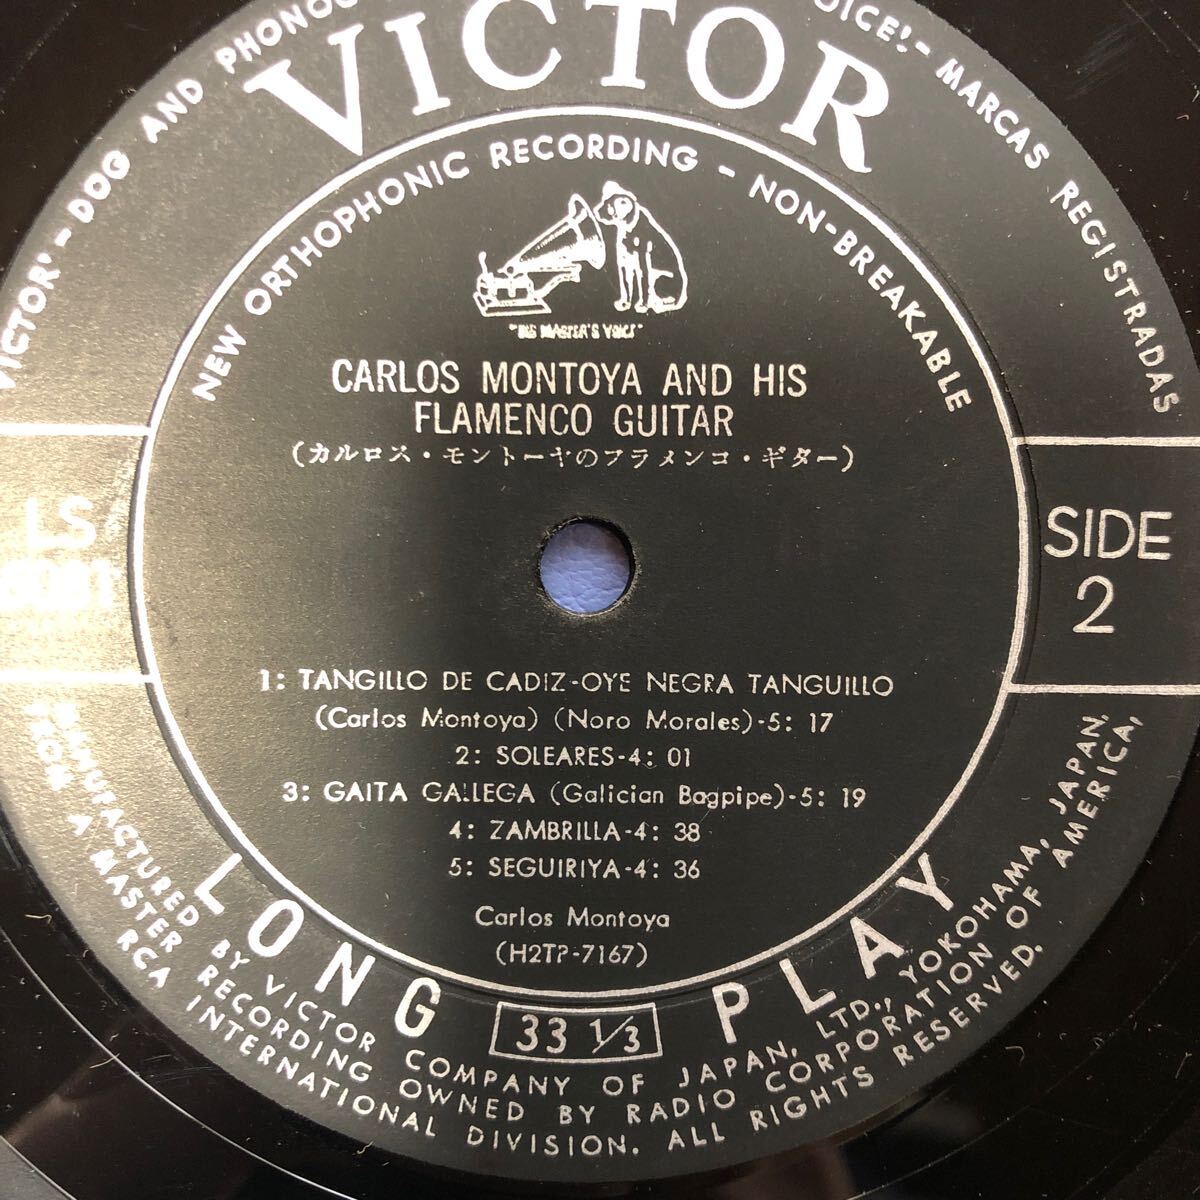 VICTOR' - DOG AND
VOICE' - MARCAS REGISTRADAS
VICTOR
NEW ORTHOPHONIC RECORDING - NON-BREAKABLE
"HIS MASTER'S VOICE"
CARLOS MONTOYA AND HIS
FLAMENCO GUITAR
(カルロス・モントーヤのフラメンコ・ギター)
LS
SIDE
2
1: TANGILLO DE CADIZ-OYE NEGRA TANGUILLO
(Carlos Montoya) (Noro Morales)-5: 17
2: SOLEARES-4: 01
3: GAITA GALLEGA (Galician Bagpipe)-5: 19
4: ZAMBRILLA-4: 38
5: SEGUIRIYA-4: 36
Carlos Montoya
(H2TP-7167)
LONG PLAY
33 1/3
MANUFACTURED BY VICTOR COMPANY OF JAPAN, LTD., YOKOHAMA, JAPAN,
FROM A MASTER RECORDING OWNED BY RADIO CORPORATION OF AMERICA,
RCA INTERNATIONAL DIVISION. ALL RIGHTS RESERVED.